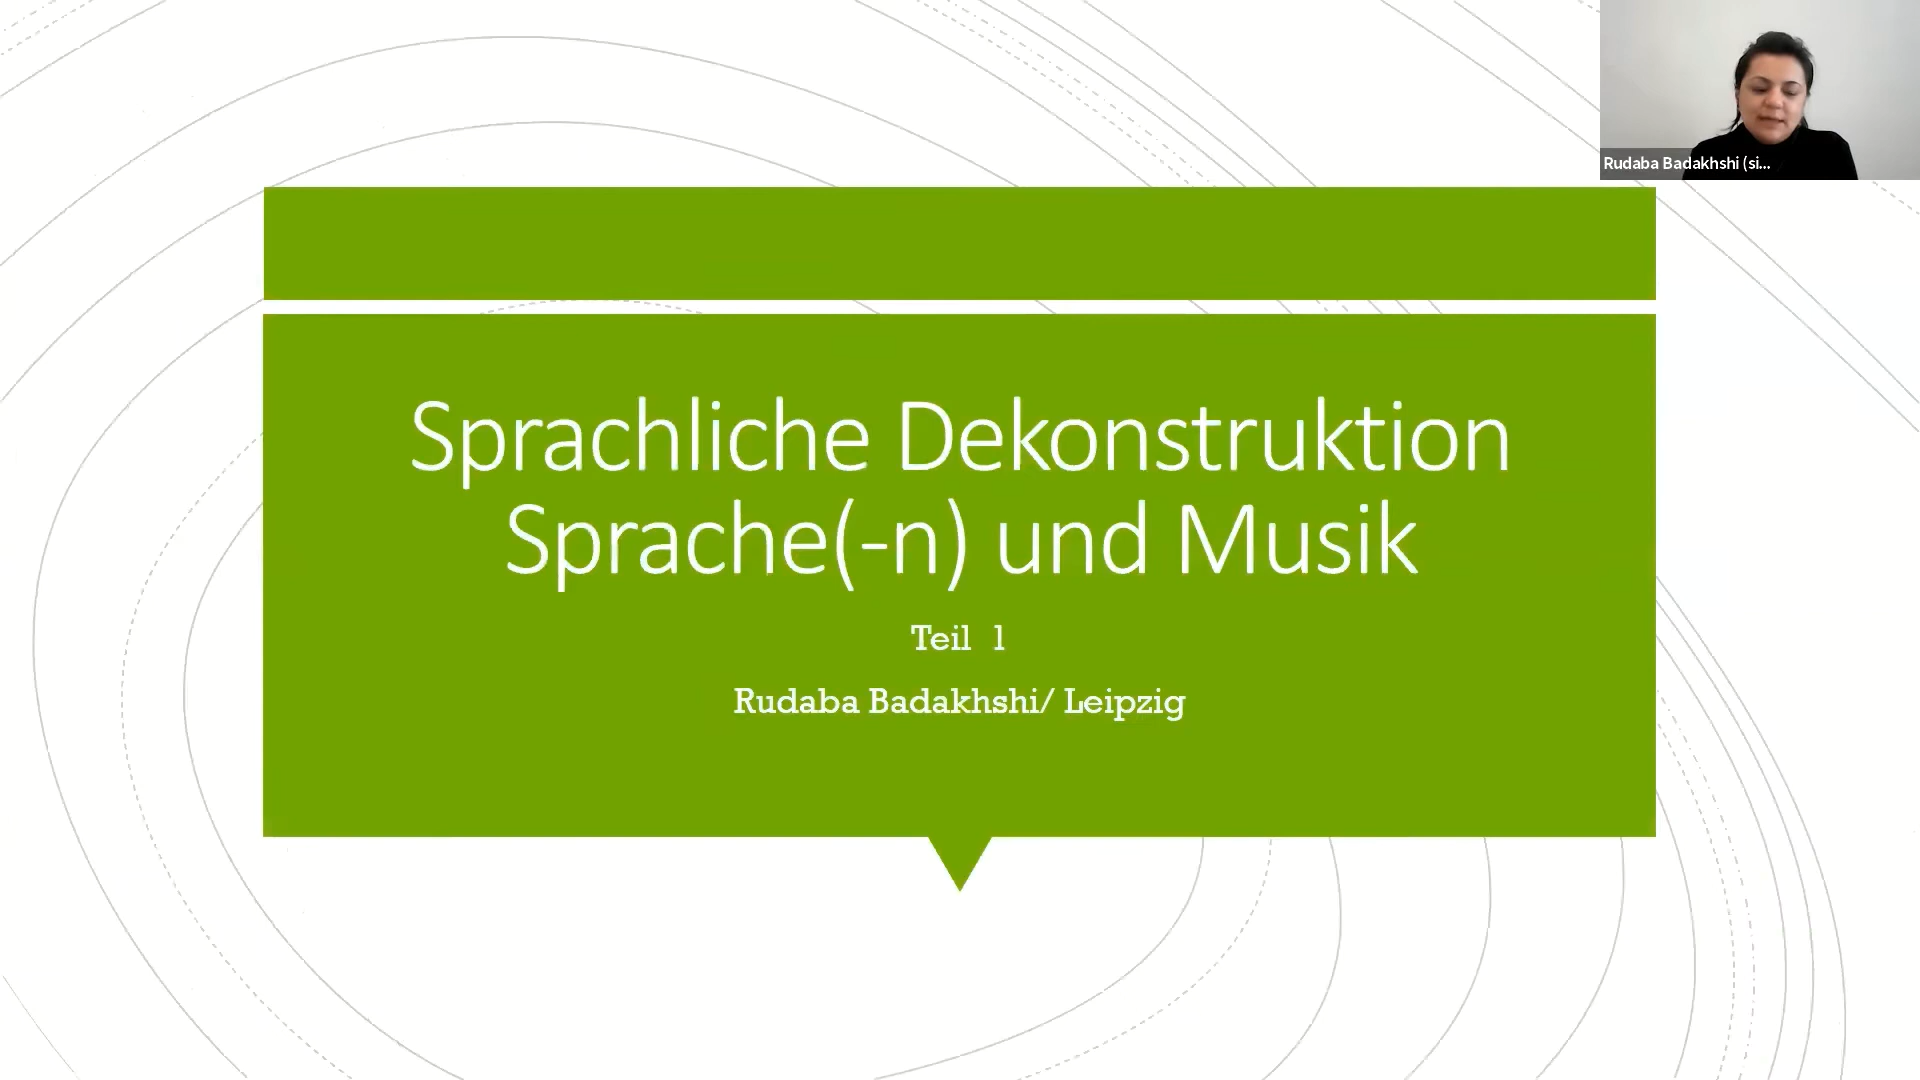 Rudaba Badakhshi (si...
Sprachliche Dekonstruktion
Sprache(-n) und Musik
Teil 1
Rudaba Badakhshi/ Leipzig